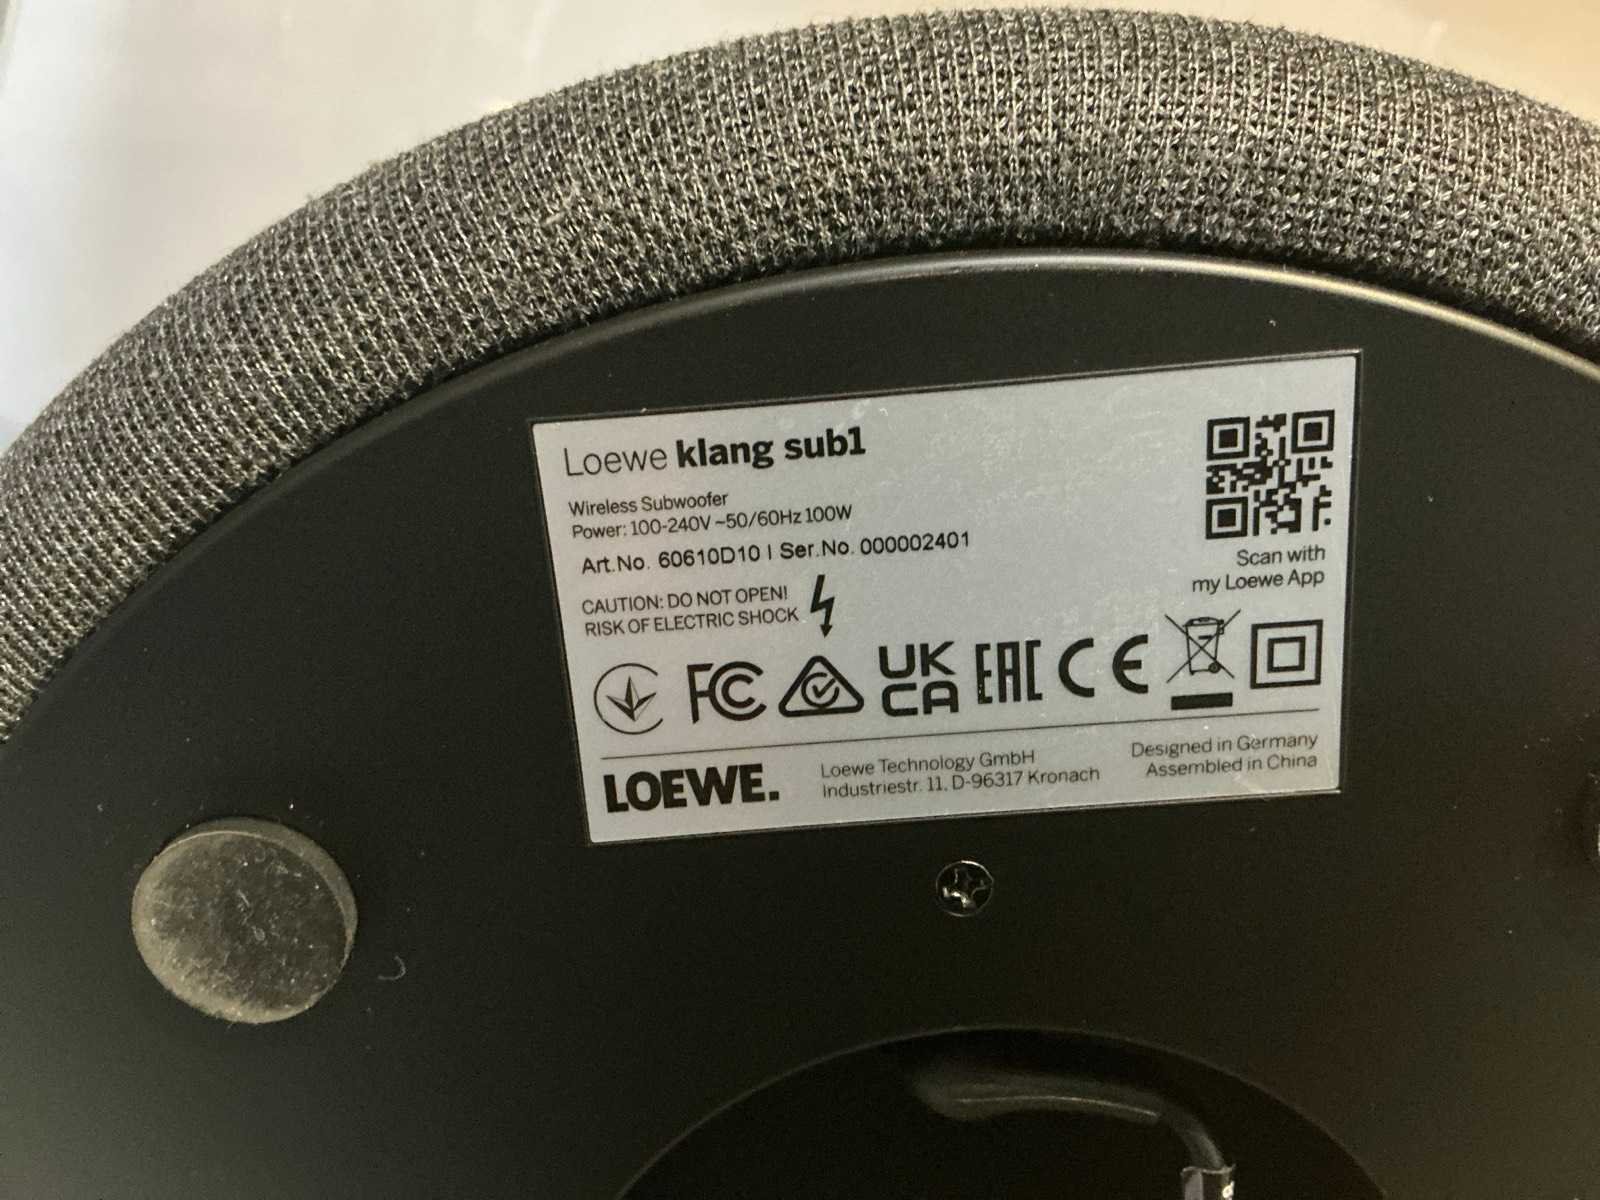 Loewe klang sub1
Wireless Subwoofer
Power: 100-240V ~50/60Hz 100W
Art.No. 60610D10 | Ser.No. 000002401
CAUTION: DO NOT OPEN!
RISK OF ELECTRIC SHOCK
Scan with
my Loewe App
FC UK CA EAC CE
LOEWE.
Loewe Technology GmbH
Industriestr. 11, D-96317 Kronach
Designed in Germany
Assembled in China